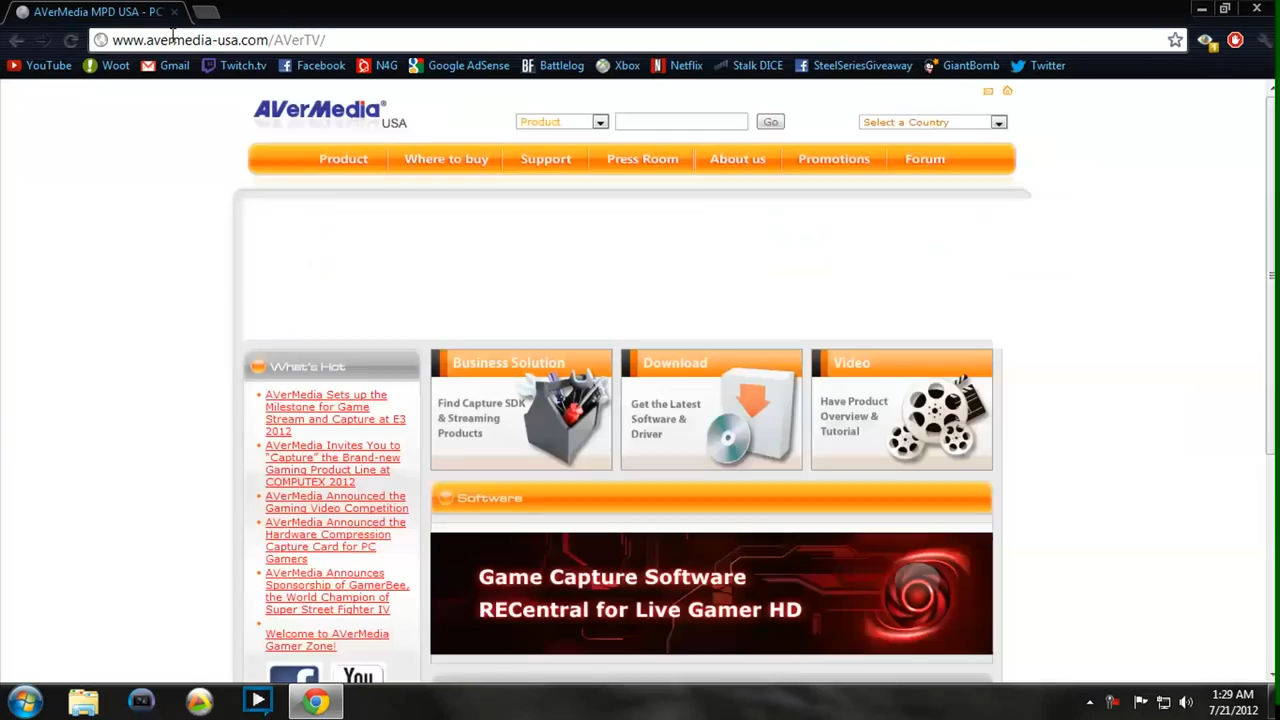 AVerMedia MPD USA - PC
www.avermedia-usa.com/AVerTV/
YouTube Woot Gmail Twitch.tv Facebook N4G Google AdSense Battlelog Xbox Netflix Stalk DICE SteelSeriesGiveaway GiantBomb Twitter
AVerMedia® USA
Product Go Select a Country
Product Where to buy Support Press Room About us Promotions Forum
What's Hot
AVerMedia Sets up the
Milestone for Game
Stream and Capture at E3
2012
AVerMedia Invites You to
"Capture" the Brand-new
Gaming Product Line at
COMPUTEX 2012
AVerMedia Announced the
Gaming Video Competition
AVerMedia Announced the
Hardware Compression
Capture Card for PC
Gamers
AVerMedia Announces
Sponsorship of GamerBee,
the World Champion of
Super Street Fighter IV
Welcome to AVerMedia
Gamer Zone!
You
Business Solution
Find Capture SDK
& Streaming
Products
Download
Get the Latest
Software &
Driver
Video
Have Product
Overview &
Tutorial
Software
Game Capture Software
RECentral for Live Gamer HD
1:29 AM
7/21/2012